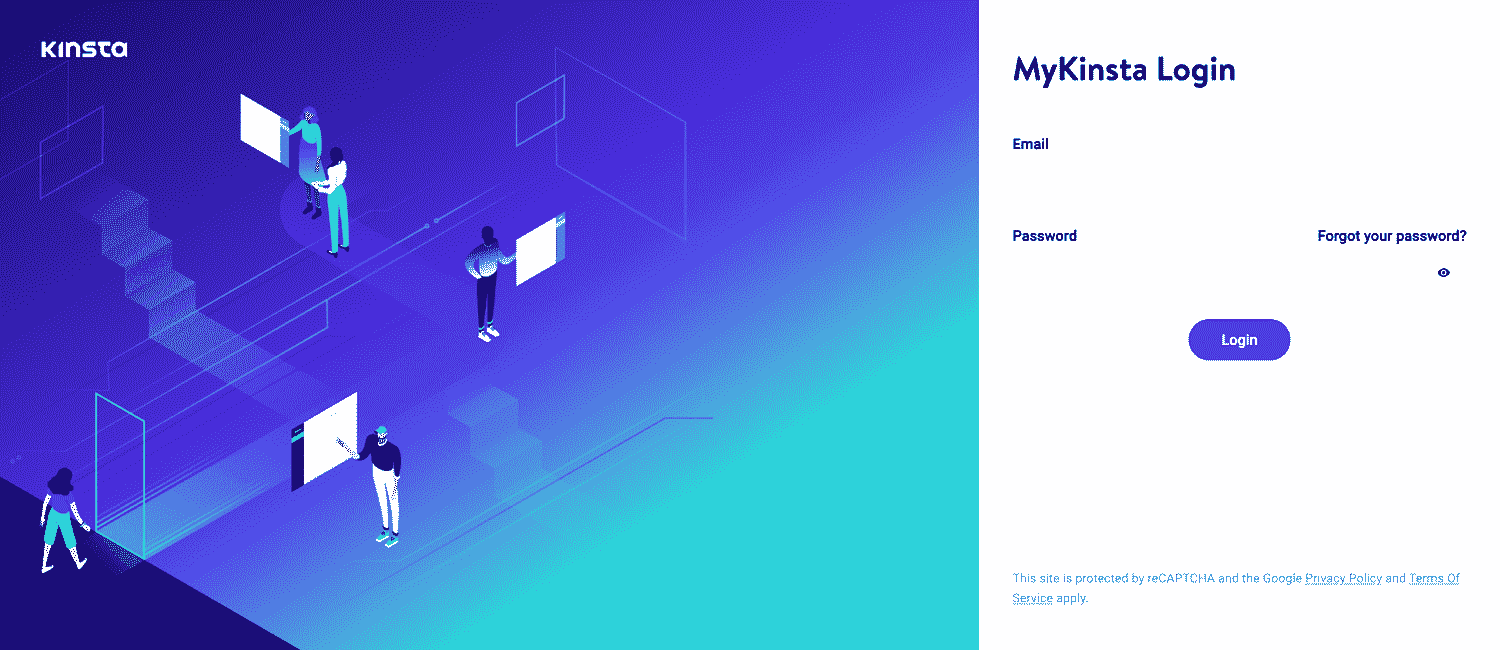 Kinsta
MyKinsta Login
Email
Password
Forgot your password?
Login
This site is protected by reCAPTCHA and the Google Privacy Policy and Terms Of
Service apply.